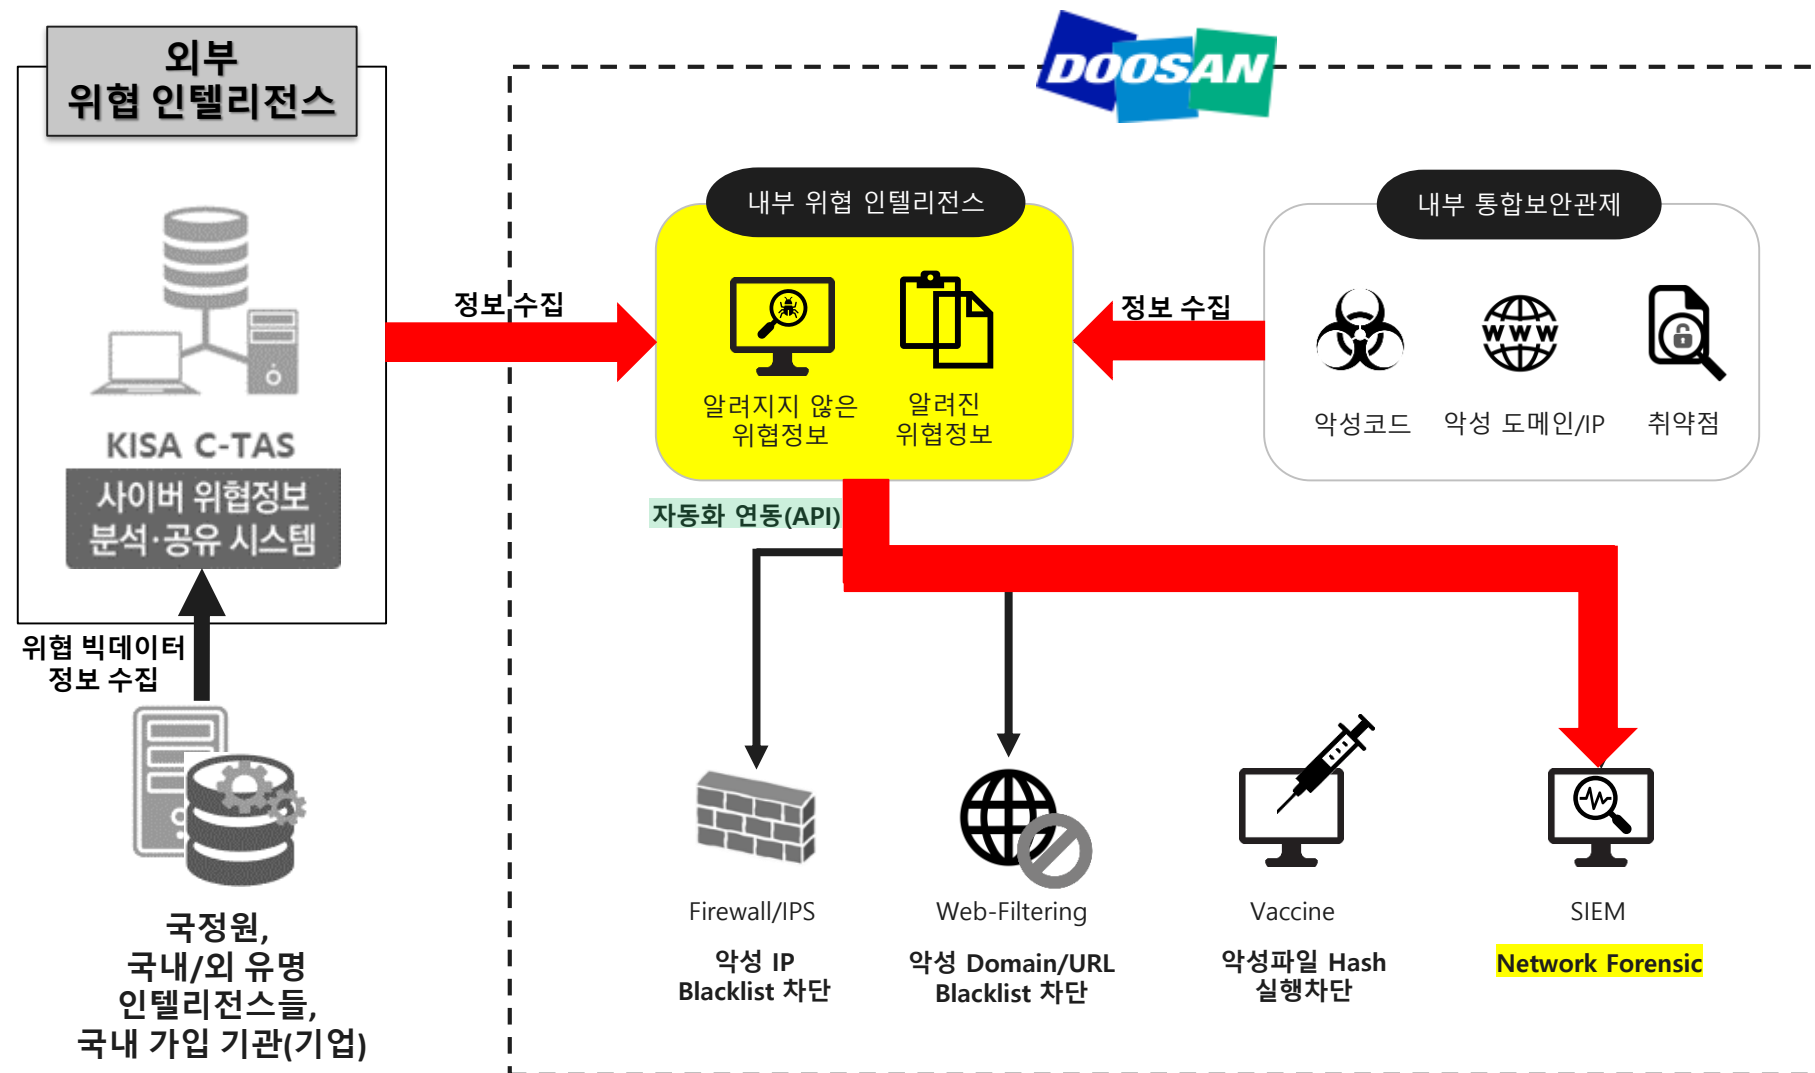 외부
위협 인텔리전스
KISA C-TAS
사이버 위협정보
분석·공유 시스템
위협 빅데이터
정보 수집
국정원,
국내/외 유명
인텔리전스들,
국내 가입 기관(기업)
정보 수집
DOOSAN
내부 위협 인텔리전스
알려지지 않은
위협정보
알려진
위협정보
정보 수집
내부 통합보안관제
WWW
악성코드
악성 도메인/IP
취약점
자동화 연동(API)
Firewall/IPS
악성 IP
Blacklist 차단
Web-Filtering
악성 Domain/URL
Blacklist 차단
Vaccine
악성파일 Hash
실행차단
SIEM
Network Forensic